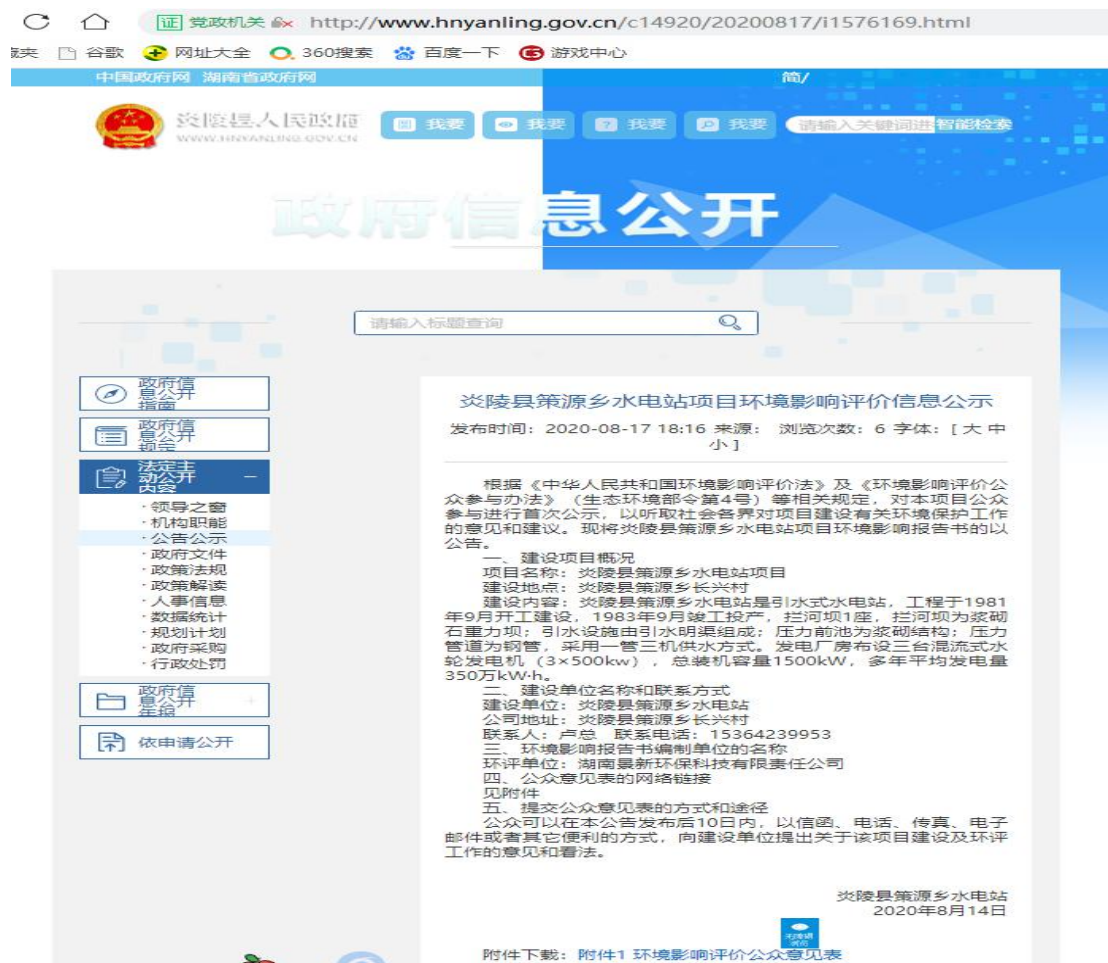 证 党政机关 http://www.hnyanling.gov.cn/c14920/20200817/i1576169.html
谷歌 网址大全 360搜索 百度一下 游戏中心
中国政府网 湖南省政府网 简/
炎陵县人民政府 我要 我要 我要 我要 请输入关键词进 智能检索
WWW.HNYANLING.GOV.CN
政府信息公开
请输入标题查询
政府信
息公开
指南
政府信
息公开
规定
法定主
动公开
内容
·领导之窗
·机构职能
·公告公示
·政府文件
·政策法规
·政策解读
·人事信息
·数据统计
·规划计划
·政府采购
·行政处罚
政府信
息公开
年报
依申请公开
炎陵县策源乡水电站项目环境影响评价信息公示
发布时间：2020-08-17 18:16 来源： 浏览次数：6 字体：[ 大 中
小 ]
根据《中华人民共和国环境影响评价法》及《环境影响评价公
众参与办法》（生态环境部令第4号）等相关规定，对本项目公众
参与进行首次公示，以听取社会各界对项目建设有关环境保护工作
的意见和建议。现将炎陵县策源乡水电站项目环境影响报告书的以
公告。
一、建设项目概况
项目名称：炎陵县策源乡水电站项目
建设地点：炎陵县策源乡长兴村
建设内容：炎陵县策源乡水电站是引水式水电站，工程于1981
年9月开工建设，1983年9月竣工投产，拦河坝1座，拦河坝为浆砌
石重力坝；引水设施由引水明渠组成；压力前池为浆砌结构；压力
管道为钢管，采用一管三机供水方式。发电厂房布设三台混流式水
轮发电机（3×500kw），总装机容量1500kW，多年平均发电量
350万kW·h。
二、建设单位名称和联系方式
建设单位：炎陵县策源乡水电站
公司地址：炎陵县策源乡长兴村
联系人：卢总 联系电话：15364239953
三、环境影响报告书编制单位的名称
环评单位：湖南景新环保科技有限责任公司
四、公众意见表的网络链接
见附件
五、提交公众意见表的方式和途径
公众可以在本公告发布后10日内，以信函、电话、传真、电子
邮件或者其它便利的方式，向建设单位提出关于该项目建设及环评
工作的意见和看法。
炎陵县策源乡水电站
2020年8月14日
附件下载：附件1 环境影响评价公众意见表